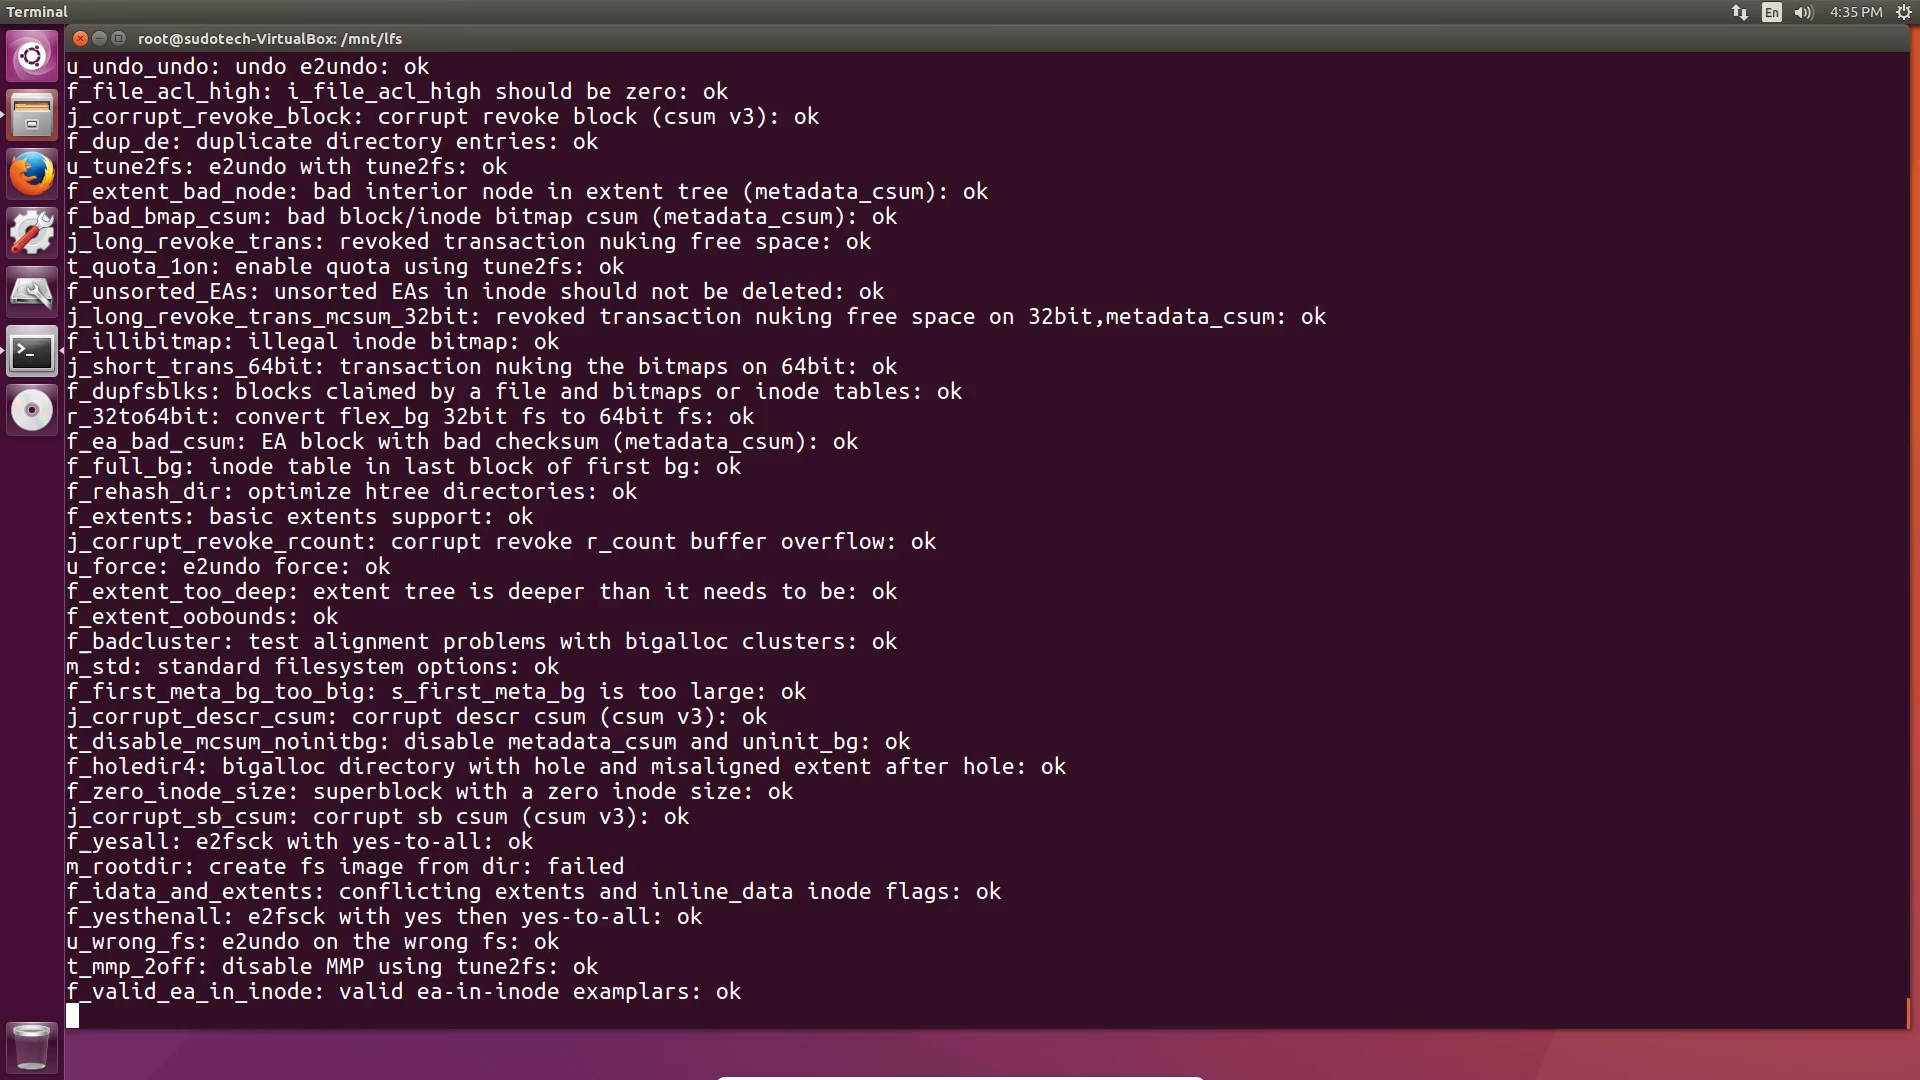 Terminal
En
4:35 PM
root@sudotech-VirtualBox: /mnt/lfs
u_undo_undo: undo e2undo: ok
f_file_acl_high: i_file_acl_high should be zero: ok
j_corrupt_revoke_block: corrupt revoke block (csum v3): ok
f_dup_de: duplicate directory entries: ok
u_tune2fs: e2undo with tune2fs: ok
f_extent_bad_node: bad interior node in extent tree (metadata_csum): ok
f_bad_bmap_csum: bad block/inode bitmap csum (metadata_csum): ok
j_long_revoke_trans: revoked transaction nuking free space: ok
t_quota_1on: enable quota using tune2fs: ok
f_unsorted_EAs: unsorted EAs in inode should not be deleted: ok
j_long_revoke_trans_mcsum_32bit: revoked transaction nuking free space on 32bit,metadata_csum: ok
f_illibitmap: illegal inode bitmap: ok
j_short_trans_64bit: transaction nuking the bitmaps on 64bit: ok
f_dupfsblks: blocks claimed by a file and bitmaps or inode tables: ok
r_32to64bit: convert flex_bg 32bit fs to 64bit fs: ok
f_ea_bad_csum: EA block with bad checksum (metadata_csum): ok
f_full_bg: inode table in last block of first bg: ok
f_rehash_dir: optimize htree directories: ok
f_extents: basic extents support: ok
j_corrupt_revoke_rcount: corrupt revoke r_count buffer overflow: ok
u_force: e2undo force: ok
f_extent_too_deep: extent tree is deeper than it needs to be: ok
f_extent_oobounds: ok
f_badcluster: test alignment problems with bigalloc clusters: ok
m_std: standard filesystem options: ok
f_first_meta_bg_too_big: s_first_meta_bg is too large: ok
j_corrupt_descr_csum: corrupt descr csum (csum v3): ok
t_disable_mcsum_noinitbg: disable metadata_csum and uninit_bg: ok
f_holedir4: bigalloc directory with hole and misaligned extent after hole: ok
f_zero_inode_size: superblock with a zero inode size: ok
j_corrupt_sb_csum: corrupt sb csum (csum v3): ok
f_yesall: e2fsck with yes-to-all: ok
m_rootdir: create fs image from dir: failed
f_idata_and_extents: conflicting extents and inline_data inode flags: ok
f_yesthenall: e2fsck with yes then yes-to-all: ok
u_wrong_fs: e2undo on the wrong fs: ok
t_mmp_2off: disable MMP using tune2fs: ok
f_valid_ea_in_inode: valid ea-in-inode examplars: ok